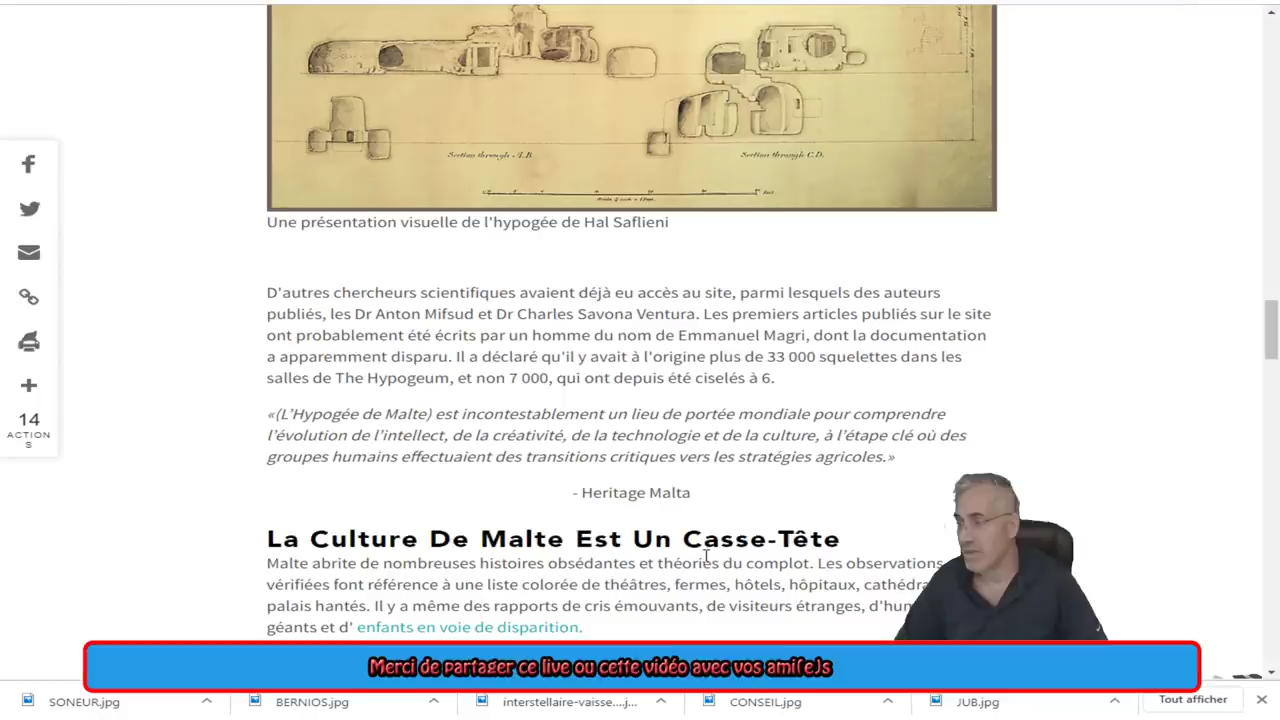 Section through A.B.
Section through C.D.
Une présentation visuelle de l'hypogée de Hal Saflieni
D'autres chercheurs scientifiques avaient déjà eu accès au site, parmi lesquels des auteurs
publiés, les Dr Anton Mifsud et Dr Charles Savona Ventura. Les premiers articles publiés sur le site
ont probablement été écrits par un homme du nom de Emmanuel Magri, dont la documentation
a apparemment disparu. Il a déclaré qu'il y avait à l'origine plus de 33 000 squelettes dans les
salles de The Hypogeum, et non 7 000, qui ont depuis été ciselés à 6.
14
ACTION
S
«(L'Hypogée de Malte) est incontestablement un lieu de portée mondiale pour comprendre
l'évolution de l'intellect, de la créativité, de la technologie et de la culture, à l'étape clé où des
groupes humains effectuaient des transitions critiques vers les stratégies agricoles.»
- Heritage Malta
La Culture De Malte Est Un Casse-Tête
Malte abrite de nombreuses histoires obsédantes et théories du complot. Les observations
vérifiées font référence à une liste colorée de théâtres, fermes, hôtels, hôpitaux, cathédra
palais hantés. Il y a même des rapports de cris émouvants, de visiteurs étranges, d'hum
géants et d' enfants en voie de disparition.
Merci de partager ce live ou cette vidéo avec vos ami(e)s
SONEUR.jpg
BERNIOS.jpg
interstellaire-vaisse....j...
CONSEIL.jpg
JUB.jpg
Tout afficher